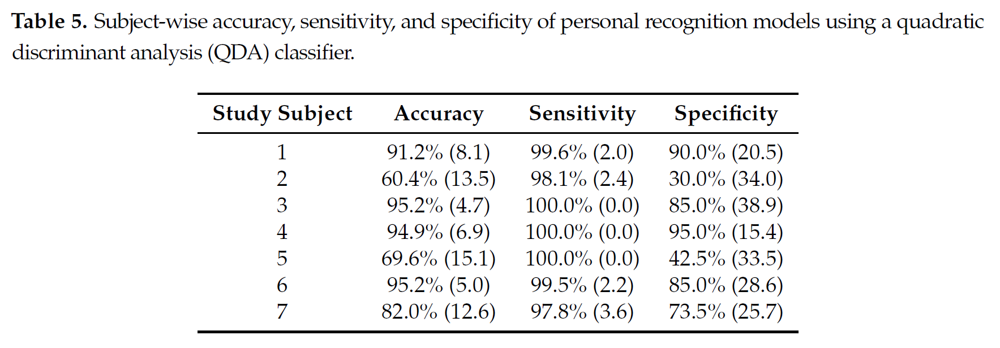 Table 5. Subject-wise accuracy, sensitivity, and specificity of personal recognition models using a quadratic
discriminant analysis (QDA) classifier.
Study Subject Accuracy Sensitivity Specificity
1 91.2% (8.1) 99.6% (2.0) 90.0% (20.5)
2 60.4% (13.5) 98.1% (2.4) 30.0% (34.0)
3 95.2% (4.7) 100.0% (0.0) 85.0% (38.9)
4 94.9% (6.9) 100.0% (0.0) 95.0% (15.4)
5 69.6% (15.1) 100.0% (0.0) 42.5% (33.5)
6 95.2% (5.0) 99.5% (2.2) 85.0% (28.6)
7 82.0% (12.6) 97.8% (3.6) 73.5% (25.7)